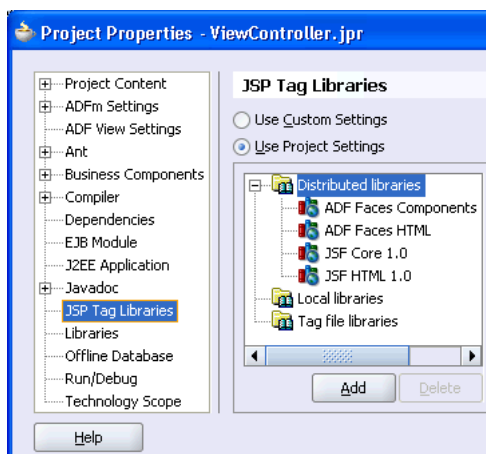 Project Properties - ViewController.jpr
Project Content
ADFm Settings
ADF View Settings
Ant
Business Components
Compiler
Dependencies
EJB Module
J2EE Application
Javadoc
JSP Tag Libraries
Libraries
Offline Database
Run/Debug
Technology Scope
Help
JSP Tag Libraries
Use Custom Settings
Use Project Settings
Distributed libraries
ADF Faces Components
ADF Faces HTML
JSF Core 1.0
JSF HTML 1.0
Local libraries
Tag file libraries
Add
Delete